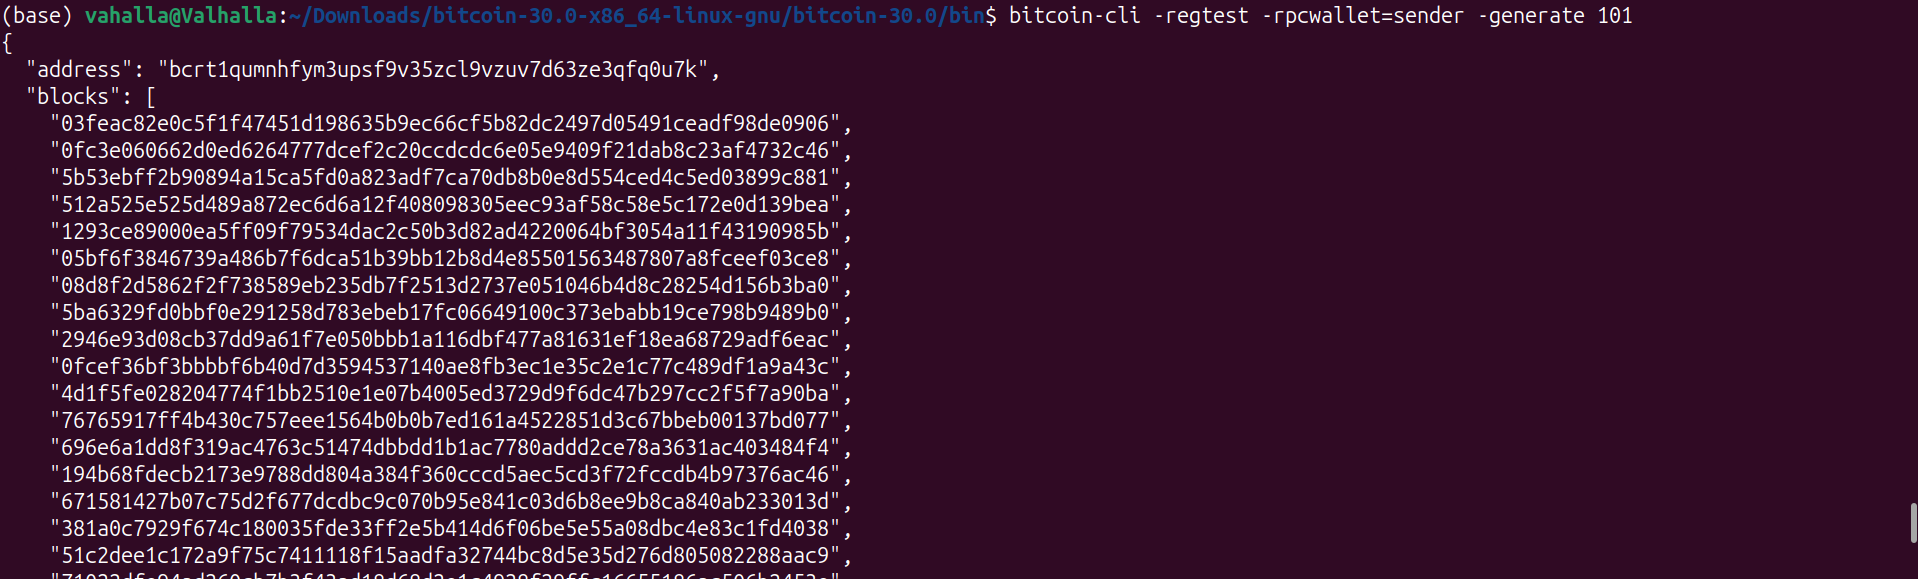 (base) vahalla@Valhalla:~/Downloads/bitcoin-30.0-x86_64-linux-gnu/bitcoin-30.0/bin$ bitcoin-cli -regtest -rpcwallet=sender -generate 101
{
  "address": "bcrt1qumnhfym3upsf9v35zcl9vzuv7d63ze3qfq0u7k",
  "blocks": [
    "03feac82e0c5f1f47451d198635b9ec66cf5b82dc2497d05491ceadf98de0906",
    "0fc3e060662d0ed6264777dcef2c20ccdcdc6e05e9409f21dab8c23af4732c46",
    "5b53ebff2b90894a15ca5fd0a823adf7ca70db8b0e8d554ced4c5ed03899c881",
    "512a525e525d489a872ec6d6a12f408098305eec93af58c58e5c172e0d139bea",
    "1293ce89000ea5ff09f79534dac2c50b3d82ad4220064bf3054a11f43190985b",
    "05bf6f3846739a486b7f6dca51b39bb12b8d4e85501563487807a8fceef03ce8",
    "08d8f2d5862f2f738589eb235db7f2513d2737e051046b4d8c28254d156b3ba0",
    "5ba6329fd0bbf0e291258d783ebeb17fc06649100c373ebabb19ce798b9489b0",
    "2946e93d08cb37dd9a61f7e050bbb1a116dbf477a81631ef18ea68729adf6eac",
    "0fcef36bf3bbbbf6b40d7d3594537140ae8fb3ec1e35c2e1c77c489df1a9a43c",
    "4d1f5fe028204774f1bb2510e1e07b4005ed3729d9f6dc47b297cc2f5f7a90ba",
    "76765917ff4b430c757eee1564b0b0b7ed161a4522851d3c67bbeb00137bd077",
    "696e6a1dd8f319ac4763c51474dbbdd1b1ac7780addd2ce78a3631ac403484f4",
    "194b68fdecb2173e9788dd804a384f360cccd5aec5cd3f72fccdb4b97376ac46",
    "671581427b07c75d2f677dcdbc9c070b95e841c03d6b8ee9b8ca840ab233013d",
    "381a0c7929f674c180035fde33ff2e5b414d6f06be5e55a08dbc4e83c1fd4038",
    "51c2dee1c172a9f75c7411118f15aadfa32744bc8d5e35d276d805082288aac9",